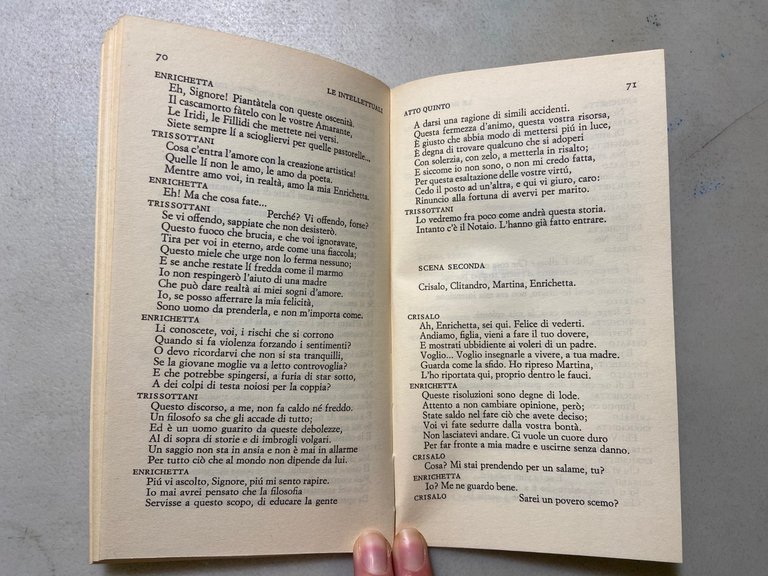 70
LE INTELLETTUALI
ENRICHETTA
Eh, Signore! Piantàtela con queste oscenità.
Il cascamorto fàtelo con le vostre Amarante,
Le Iridi, le Fillidi che mettete nei versi.
Siete sempre lí a sciogliervi per quelle pastorelle...
TRISSOTTANI
Cosa c'entra l'amore con la creazione artistica!
Quelle lí non le amo, le amo da poeta.
Mentre amo voi, in realtà, amo la mia Enrichetta.
ENRICHETTA
Eh! Ma che cosa fate...
TRISSOTTANI Perché? Vi offendo, forse?
Se vi offendo, sappiate che non desisterò.
Questo fuoco che brucia, e che voi ignoravate,
Tira per voi in eterno, arde come una fiaccola;
Questo miele che urge non lo ferma nessuno;
E se anche restate lí fredda come il marmo
Io non respingerò l'aiuto di una madre
Che può dare realtà ai miei sogni d'amore.
Io, se posso afferrare la mia felicità,
Sono uomo da prenderla, e non m'importa come.
ENRICHETTA
Li conoscete, voi, i rischi che si corrono
Quando si fa violenza forzando i sentimenti?
O devo ricordarvi che non si sta tranquilli,
Se la giovane moglie va a letto controvoglia?
E che potrebbe spingersi, a furia di star sotto,
A dei colpi di testa noiosi per la coppia?
TRISSOTTANI
Questo discorso, a me, non fa caldo né freddo.
Un filosofo sa che gli accade di tutto;
Ed è un uomo guarito da queste debolezze,
Al di sopra di storie e di imbrogli volgari.
Un saggio non sta in ansia e non è mai in allarme
Per tutto ciò che al mondo non dipende da lui.
ENRICHETTA
Piú vi ascolto, Signore, piú mi sento rapire.
Io mai avrei pensato che la filosofia
Servisse a questo scopo, di educare la gente
ATTO QUINTO
71
A darsi una ragione di simili accidenti.
Questa fermezza d'animo, questa vostra risorsa,
È giusto che abbia modo di mettersi piú in luce,
È degna di trovare qualcuno che si adoperi
Con solerzia, con zelo, a metterla in risalto;
E siccome io non sono, o non mi credo fatta,
Per questa esaltazione delle vostre virtú,
Cedo il posto ad un'altra, e qui vi giuro, caro:
Rinuncio alla fortuna di avervi per marito.
TRISSOTTANI
Lo vedremo fra poco come andrà questa storia.
Intanto c'è il Notaio. L'hanno già fatto entrare.
SCENA SECONDA
Crisalo, Clitandro, Martina, Enrichetta.
CRISALO
Ah, Enrichetta, sei qui. Felice di vederti.
Andiamo, figlia, vieni a fare il tuo dovere,
E mostrati ubbidiente ai voleri di un padre.
Voglio... Voglio insegnarle a vivere, a tua madre.
Guarda come la sfido. Ho ripreso Martina,
L'ho riportata qui, proprio dentro le fauci.
ENRICHETTA
Queste risoluzioni sono degne di lode.
Attento a non cambiare opinione, però;
State saldo nel fare ciò che avete deciso;
Voi vi fate sedurre dalla vostra bontà.
Non lasciatevi andare. Ci vuole un cuore duro
Per far fronte a mia madre e uscirne senza danno.
CRISALO
Cosa? Mi stai prendendo per un salame, tu?
ENRICHETTA
Io? Me ne guardo bene.
CRISALO Sarei un povero scemo?